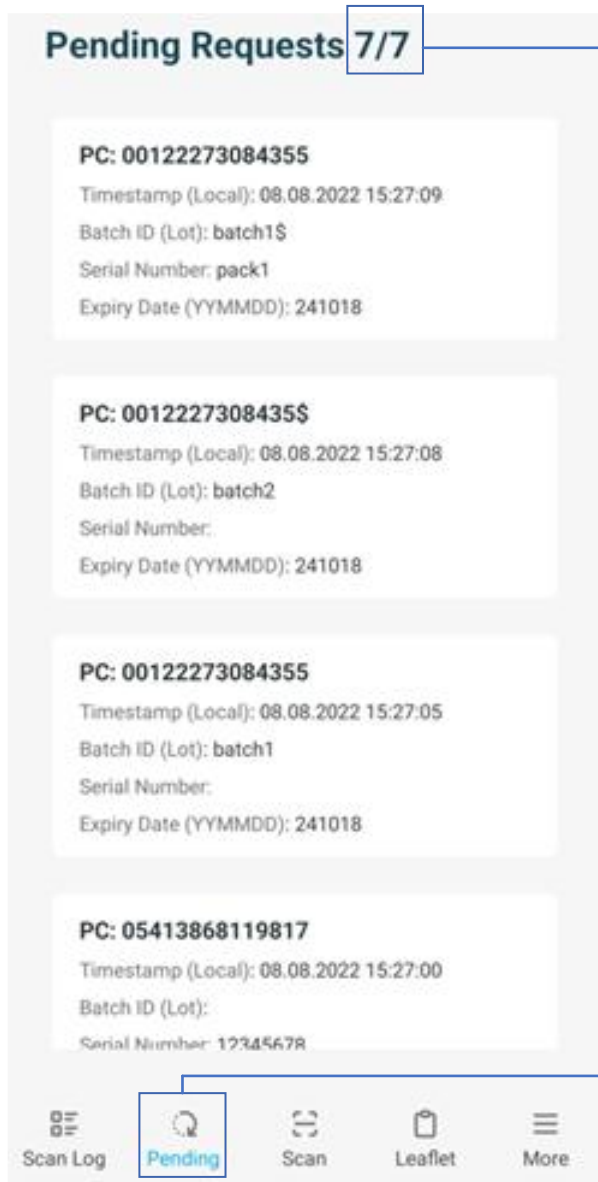 Pending Requests 7/7
PC: 00122273084355
Timestamp (Local): 08.08.2022 15:27:09
Batch ID (Lot): batch1$
Serial Number: pack1
Expiry Date (YYMMDD): 241018
PC: 0012227308435$
Timestamp (Local): 08.08.2022 15:27:08
Batch ID (Lot): batch2
Serial Number:
Expiry Date (YYMMDD): 241018
PC: 00122273084355
Timestamp (Local): 08.08.2022 15:27:05
Batch ID (Lot): batch1
Serial Number:
Expiry Date (YYMMDD): 241018
PC: 05413868119817
Timestamp (Local): 08.08.2022 15:27:00
Batch ID (Lot):
Serial Number: 12345678
Scan Log Pending Scan Leaflet More